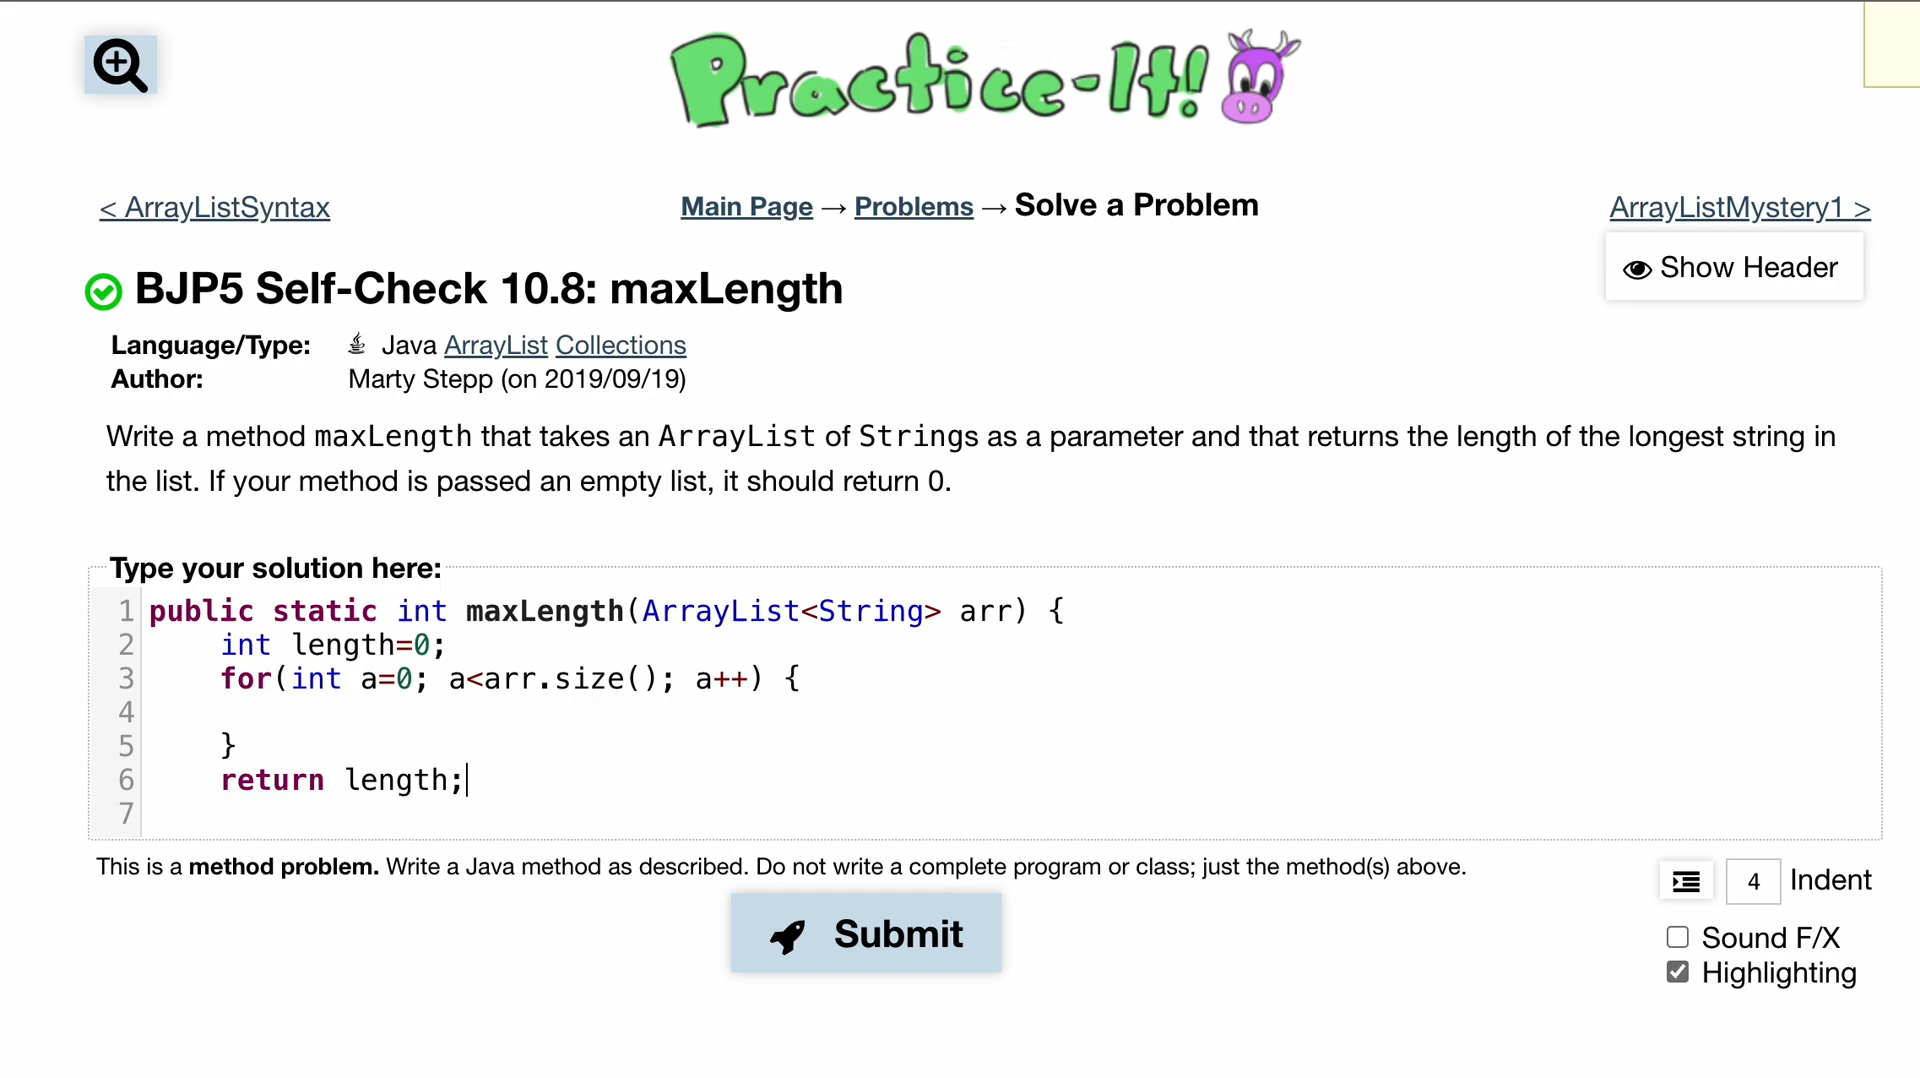 Practice-It!
< ArrayListSyntax
Main Page → Problems → Solve a Problem
ArrayListMystery1 >
Show Header
BJP5 Self-Check 10.8: maxLength
Language/Type: Java ArrayList Collections
Author: Marty Stepp (on 2019/09/19)
Write a method maxLength that takes an ArrayList of Strings as a parameter and that returns the length of the longest string in
the list. If your method is passed an empty list, it should return 0.
Type your solution here:
1 public static int maxLength(ArrayList<String> arr) {
2     int length=0;
3     for(int a=0; a<arr.size(); a++) {
4
5     }
6     return length;
7
This is a method problem. Write a Java method as described. Do not write a complete program or class; just the method(s) above.
4 Indent
Submit
Sound F/X
Highlighting